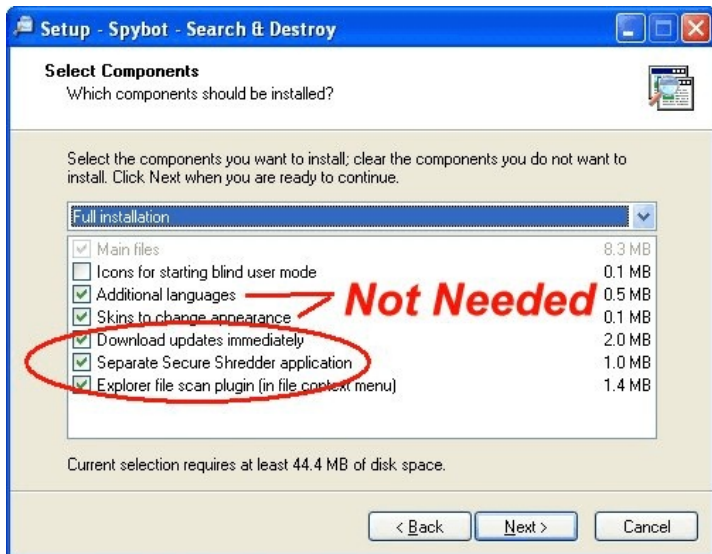 Setup - Spybot - Search & Destroy
Select Components
Which components should be installed?
Select the components you want to install; clear the components you do not want to
install. Click Next when you are ready to continue.
Full installation
Main files 8.3 MB
Icons for starting blind user mode 0.1 MB
Additional languages 0.5 MB
Not Needed
Skins to change appearance 0.1 MB
Download updates immediately 2.0 MB
Separate Secure Shredder application 1.0 MB
Explorer file scan plugin (in file context menu) 1.4 MB
Current selection requires at least 44.4 MB of disk space.
< Back Next > Cancel